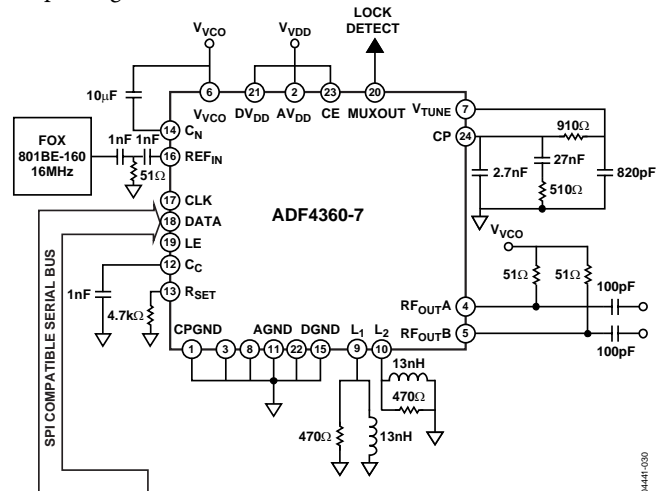 LOCK
DETECT
VVCO
VVDD
10µF
6
21
2
23
20
VVCO
DVDD
AVDD
CE
MUXOUT
VTUNE
7
CP
24
910Ω
14
CN
FOX
801BE-160
16MHz
1nF
1nF
16
REFIN
51Ω
2.7nF
27nF
510Ω
820pF
17
CLK
18
DATA
19
LE
ADF4360-7
12
CC
13
RSET
1nF
4.7kΩ
VVCO
51Ω
51Ω
100pF
RFOUTA
4
RFOUTB
5
100pF
CPGND
AGND
DGND
L1
L2
1
3
8
11
22
15
9
10
13nH
470Ω
470Ω
13nH
SPI COMPATIBLE SERIAL BUS
04441-030